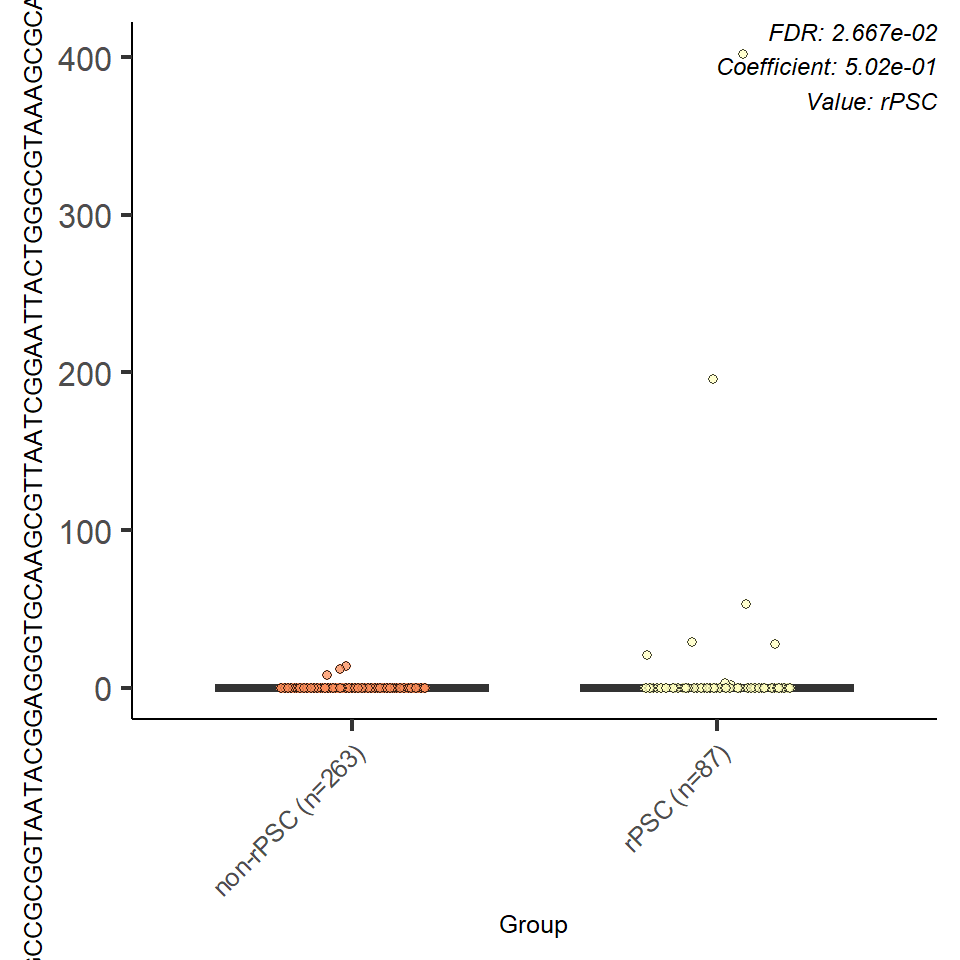 GCCGCGGTAATACGGAGGGTGCAAGCGTTAATCGGAATTACTGGGCGTAAAGCGCA
FDR: 2.667e-02
Coefficient: 5.02e-01
Value: rPSC
400
300
200
100
0
non-rPSC (n=263)
rPSC (n=87)
Group